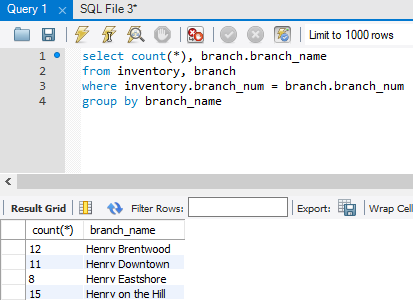 Query 1 SQL File 3*
Limit to 1000 rows
1 select count(*), branch.branch_name
2 from inventory, branch
3 where inventory.branch_num = branch.branch_num
4 group by branch_name
Result Grid Filter Rows: Export: Wrap Cel
count(*) branch_name
12 Henry Brentwood
11 Henry Downtown
8 Henry Eastshore
15 Henry on the Hill